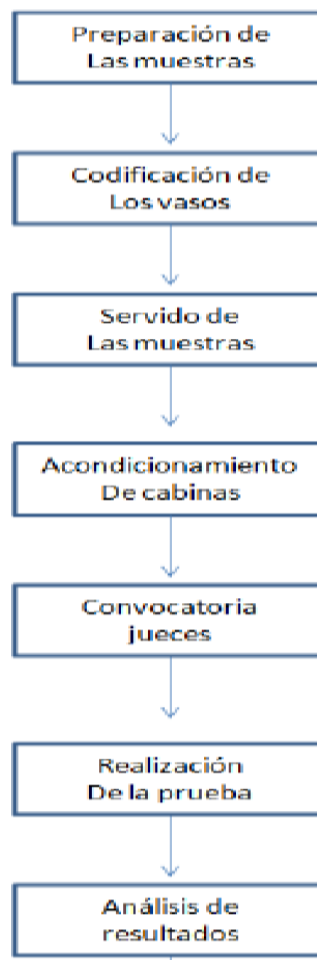 Preparación de
Las muestras
Codificación de
Los vasos
Servido de
Las muestras
Acondicionamiento
De cabinas
Convocatoria
jueces
Realización
De la prueba
Análisis de
resultados